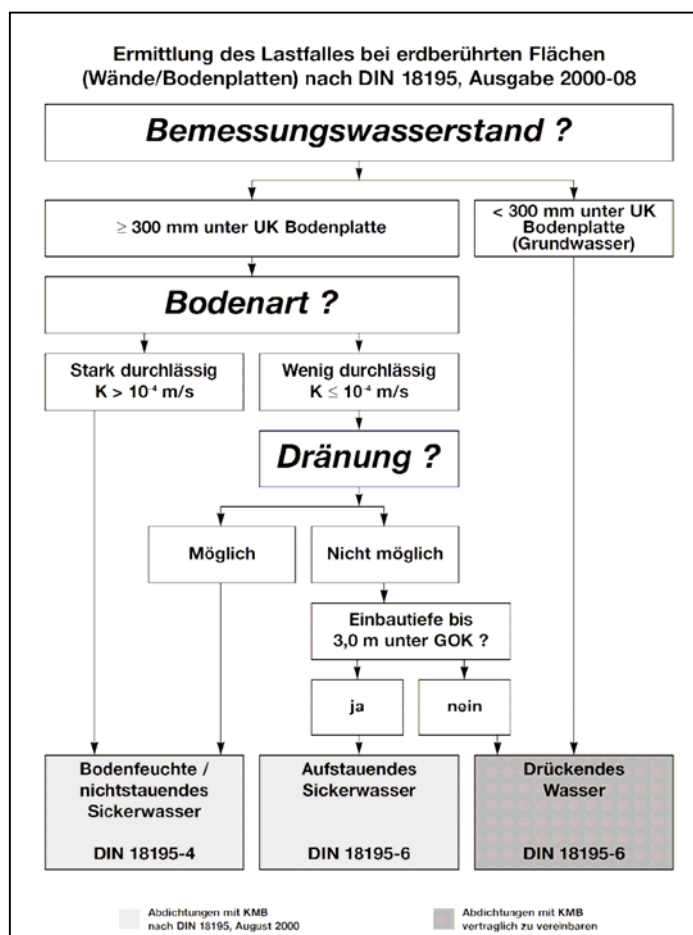 Ermittlung des Lastfalles bei erdberührten Flächen
(Wände/Bodenplatten) nach DIN 18195, Ausgabe 2000-08
Bemessungswasserstand ?
≥ 300 mm unter UK Bodenplatte
< 300 mm unter UK
Bodenplatte
(Grundwasser)
Bodenart ?
Stark durchlässig
K > 10⁻⁴ m/s
Wenig durchlässig
K ≤ 10⁻⁴ m/s
Dränung ?
Möglich
Nicht möglich
Einbautiefe bis
3,0 m unter GOK ?
ja
nein
Bodenfeuchte /
nichtstauendes
Sickerwasser
DIN 18195-4
Aufstauendes
Sickerwasser
DIN 18195-6
Drückendes
Wasser
DIN 18195-6
Abdichtungen mit KMB
nach DIN 18195, August 2000
Abdichtungen mit KMB
vertraglich zu vereinbaren